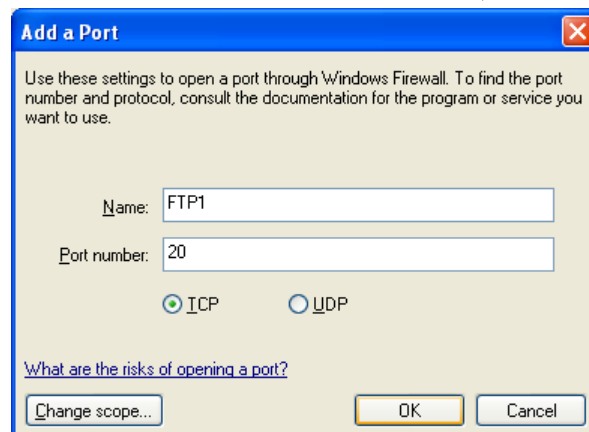 Add a Port
Use these settings to open a port through Windows Firewall. To find the port
number and protocol, consult the documentation for the program or service you
want to use.
Name: FTP1
Port number: 20
TCP UDP
What are the risks of opening a port?
Change scope... OK Cancel